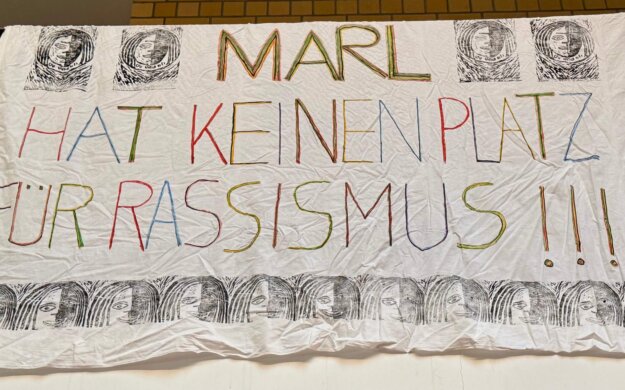 MARL
HAT KEINEN PLATZ
FÜR RASSISMUS !!!